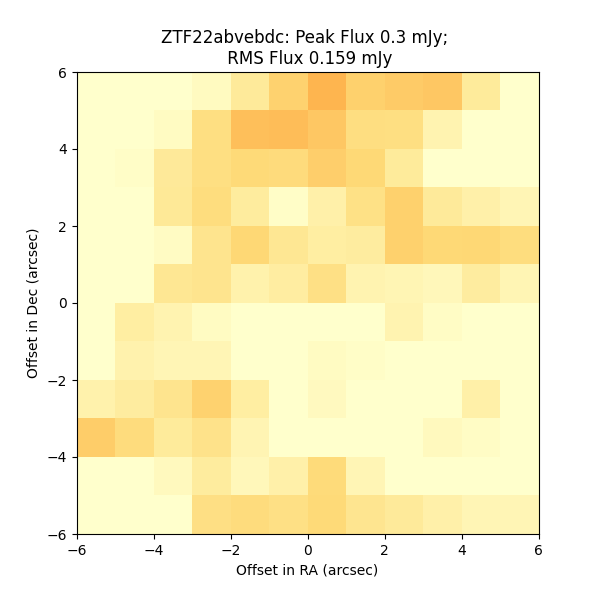 ZTF22abvebdc: Peak Flux 0.3 mJy;
RMS Flux 0.159 mJy
6
4
2
0
−2
−4
−6
Offset in Dec (arcsec)
−6 −4 −2 0 2 4 6
Offset in RA (arcsec)